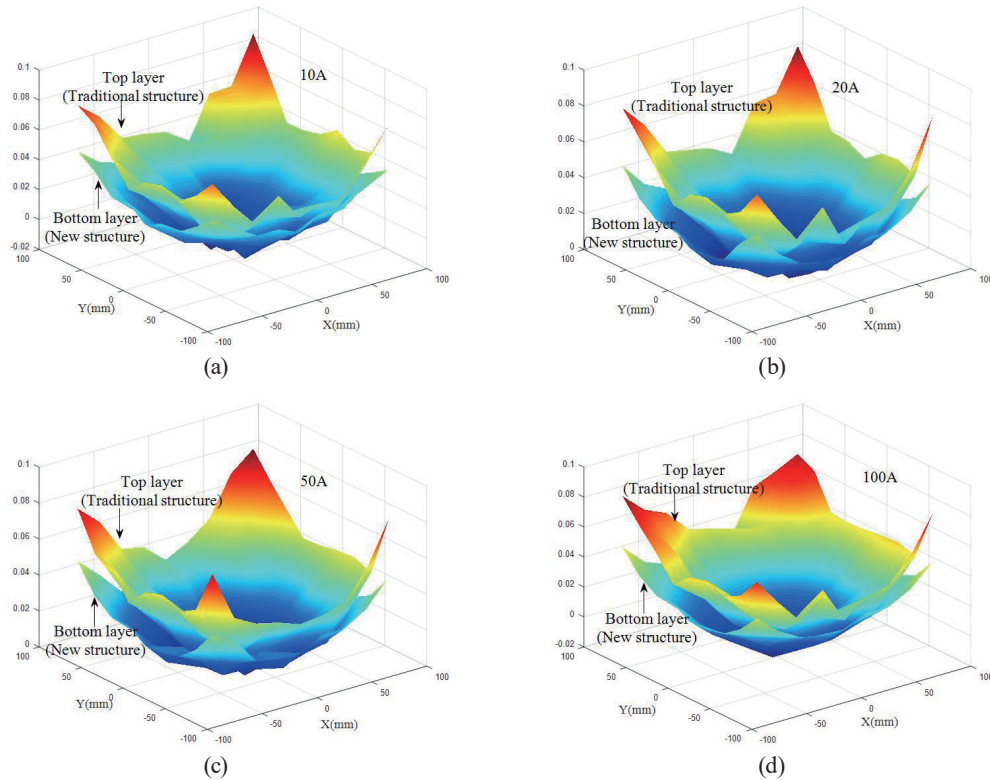 0.1
10A
Top layer
(Traditional structure)
0.08
0.06
0.04
0.02
0
Bottom layer
(New structure)
-0.02
100
50
0
-50
-100
Y(mm)
-100
-50
0
50
100
X(mm)
(a)
0.1
20A
Top layer
(Traditional structure)
0.08
0.06
0.04
0.02
0
Bottom layer
(New structure)
100
50
0
-50
-100
Y(mm)
-100
-50
0
50
100
X(mm)
(b)
0.1
50A
Top layer
(Traditional structure)
0.08
0.06
0.04
0.02
0
Bottom layer
(New structure)
100
50
0
-50
-100
Y(mm)
-100
-50
0
50
100
X(mm)
(c)
0.1
100A
Top layer
(Traditional structure)
0.08
0.06
0.04
0.02
0
Bottom layer
(New structure)
-0.02
100
50
0
-50
-100
Y(mm)
-100
-50
0
50
100
X(mm)
(d)